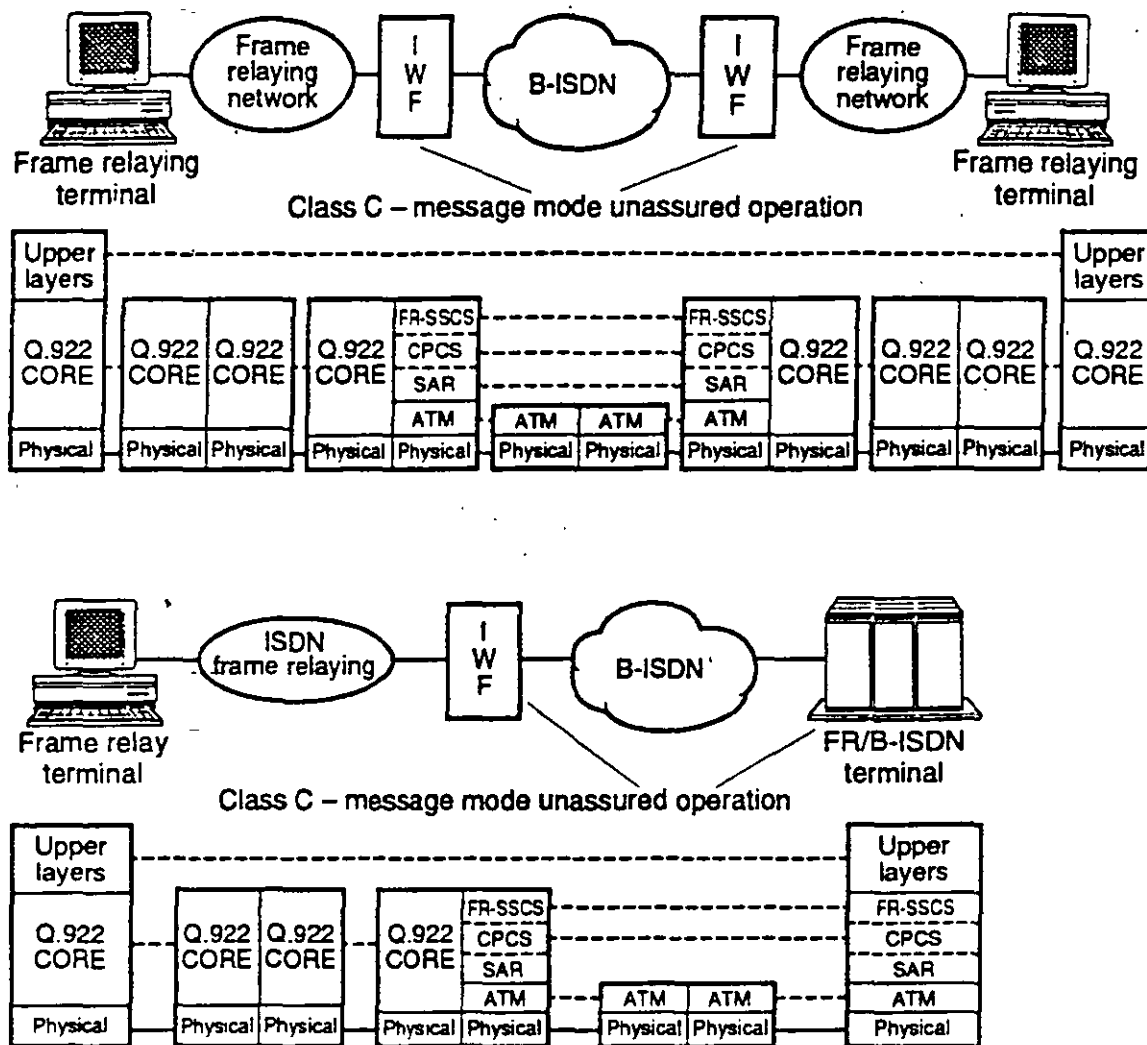 Frame
relaying
network
I
W
F
B-ISDN
I
W
F
Frame
relaying
network
Frame relaying
terminal
Frame relaying
terminal
Class C – message mode unassured operation
Upper
layers
Upper
layers
Q.922
CORE
Q.922
CORE
Q.922
CORE
Q.922
CORE
FR-SSCS
CPCS
SAR
ATM
ATM
ATM
FR-SSCS
CPCS
SAR
ATM
Q.922
CORE
Q.922
CORE
Q.922
CORE
Q.922
CORE
Physical
Physical
Physical
Physical
Physical
Physical
Physical
Physical
Physical
Physical
Physical
Physical
ISDN
frame relaying
I
W
F
B-ISDN
Frame relay
terminal
FR/B-ISDN
terminal
Class C – message mode unassured operation
Upper
layers
Upper
layers
Q.922
CORE
Q.922
CORE
Q.922
CORE
Q.922
CORE
FR-SSCS
CPCS
SAR
ATM
ATM
ATM
FR-SSCS
CPCS
SAR
ATM
Physical
Physical
Physical
Physical
Physical
Physical
Physical
Physical